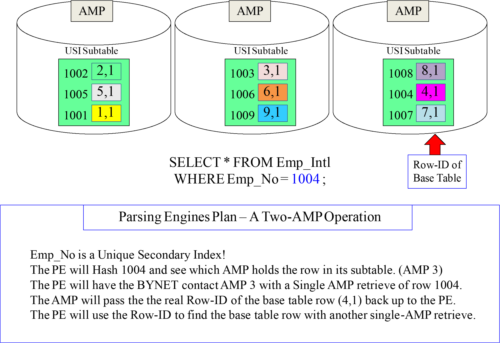 AMP AMP AMP
USI Subtable USI Subtable USI Subtable
1002 2,1 1003 3,1 1008 8,1
1005 5,1 1006 6,1 1004 4,1
1001 1,1 1009 9,1 1007 7,1
SELECT * FROM Emp_Intl
WHERE Emp_No = 1004 ;
Row-ID of
Base Table
Parsing Engines Plan – A Two-AMP Operation
Emp_No is a Unique Secondary Index!
The PE will Hash 1004 and see which AMP holds the row in its subtable. (AMP 3)
The PE will have the BYNET contact AMP 3 with a Single AMP retrieve of row 1004.
The AMP will pass the the real Row-ID of the base table row (4,1) back up to the PE.
The PE will use the Row-ID to find the base table row with another single-AMP retrieve.